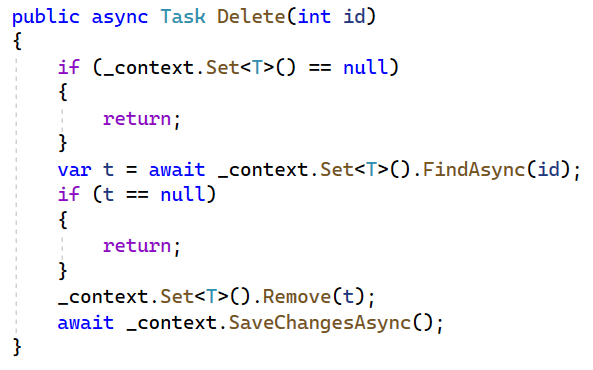 public async Task Delete(int id)
{
    if (_context.Set<T>() == null)
    {
        return;
    }
    var t = await _context.Set<T>().FindAsync(id);
    if (t == null)
    {
        return;
    }
    _context.Set<T>().Remove(t);
    await _context.SaveChangesAsync();
}